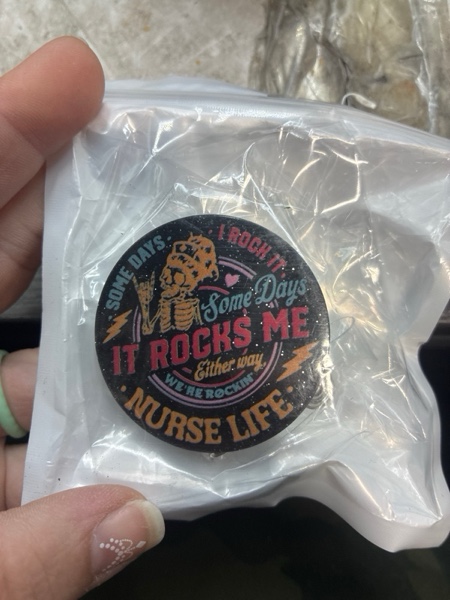 SOME DAYS
I ROCK IT
Some Days
IT ROCKS ME
Either way
WE'RE ROCKIN'
· NURSE LIFE ·